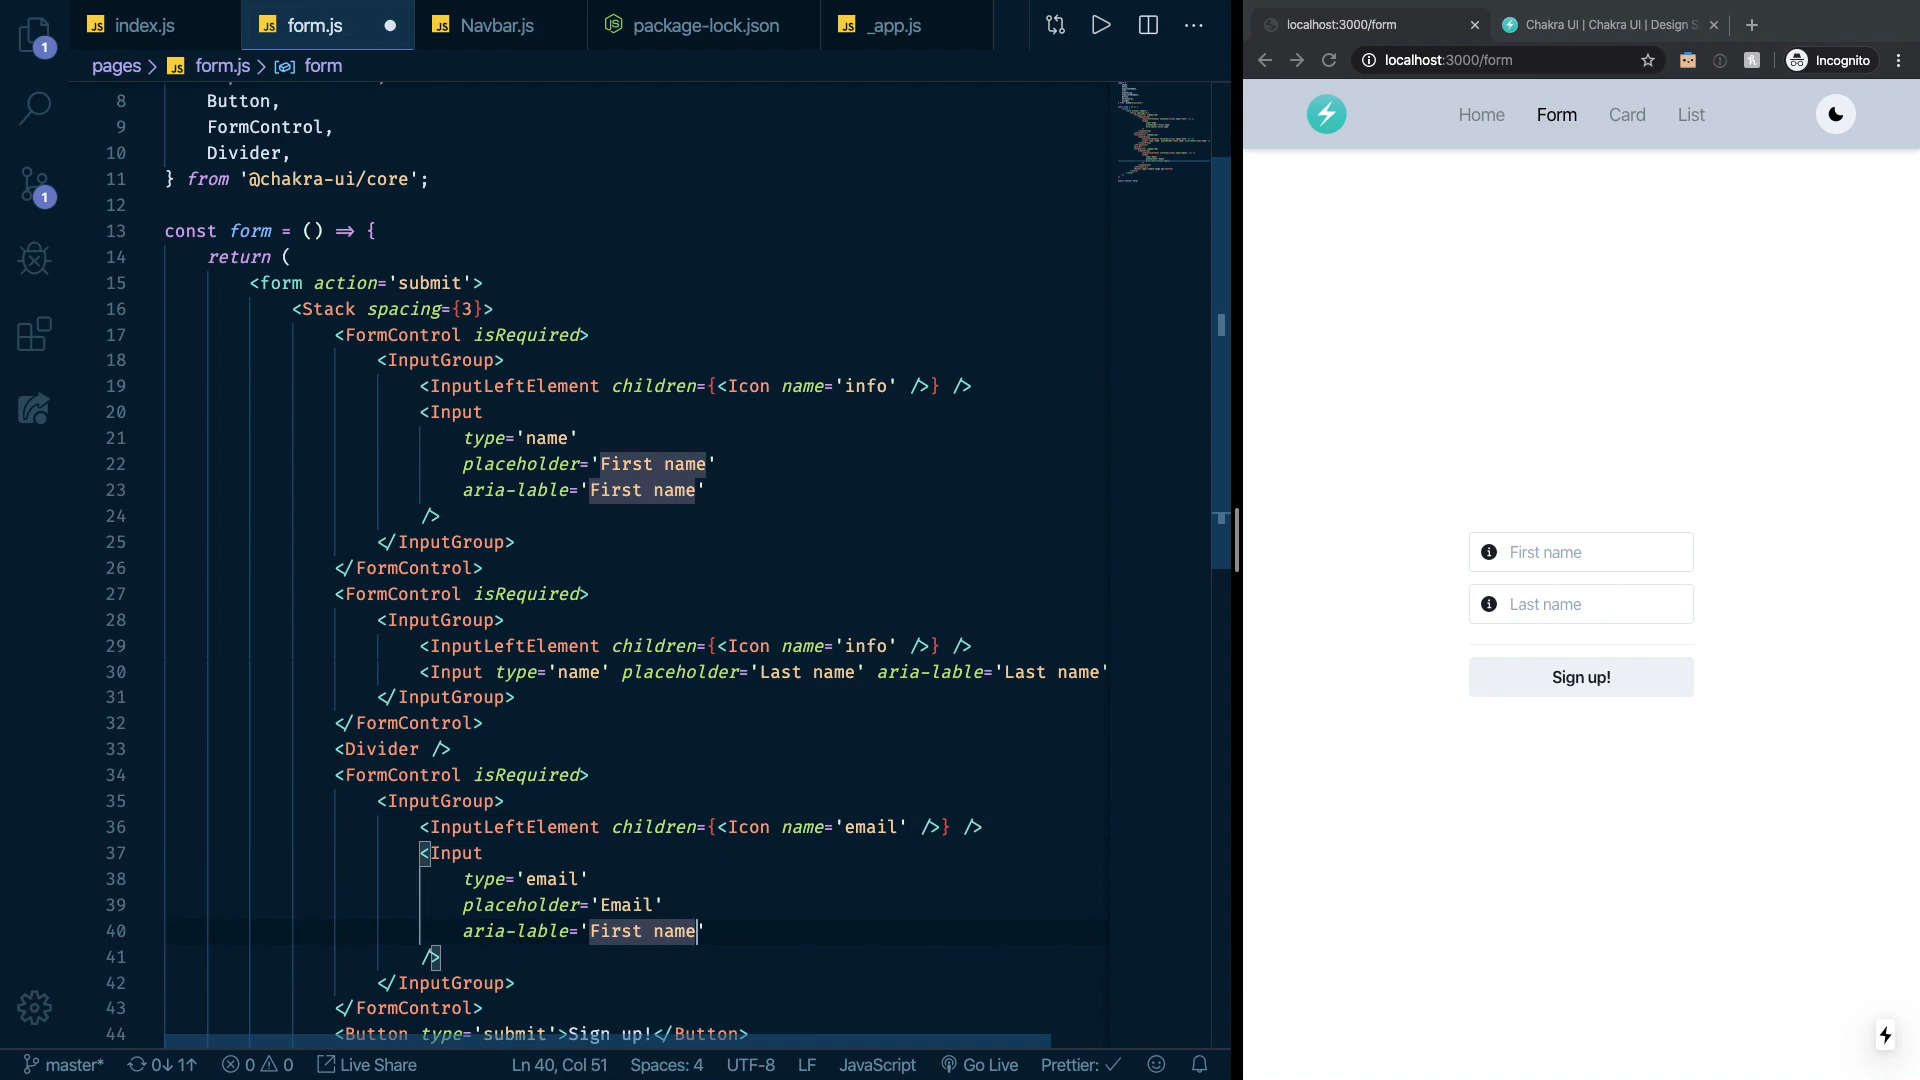 index.js
form.js
Navbar.js
package-lock.json
_app.js
pages > form.js > form
8 Button,
9 FormControl,
10 Divider,
11 } from '@chakra-ui/core';
12
13 const form = () => {
14 return (
15 <form action='submit'>
16 <Stack spacing={3}>
17 <FormControl isRequired>
18 <InputGroup>
19 <InputLeftElement children={<Icon name='info' />} />
20 <Input
21 type='name'
22 placeholder='First name'
23 aria-lable='First name'
24 />
25 </InputGroup>
26 </FormControl>
27 <FormControl isRequired>
28 <InputGroup>
29 <InputLeftElement children={<Icon name='info' />} />
30 <Input type='name' placeholder='Last name' aria-lable='Last name'
31 </InputGroup>
32 </FormControl>
33 <Divider />
34 <FormControl isRequired>
35 <InputGroup>
36 <InputLeftElement children={<Icon name='email' />} />
37 <Input
38 type='email'
39 placeholder='Email'
40 aria-lable='First name'
41 />
42 </InputGroup>
43 </FormControl>
44 <Button type='submit'>Sign up!</Button>
1
1
master*
0↓ 1↑
0
0
Live Share
Ln 40, Col 51
Spaces: 4
UTF-8
LF
JavaScript
Go Live
Prettier: ✓
localhost:3000/form
Chakra UI | Chakra UI | Design S
localhost:3000/form
Incognito
Home
Form
Card
List
First name
Last name
Sign up!